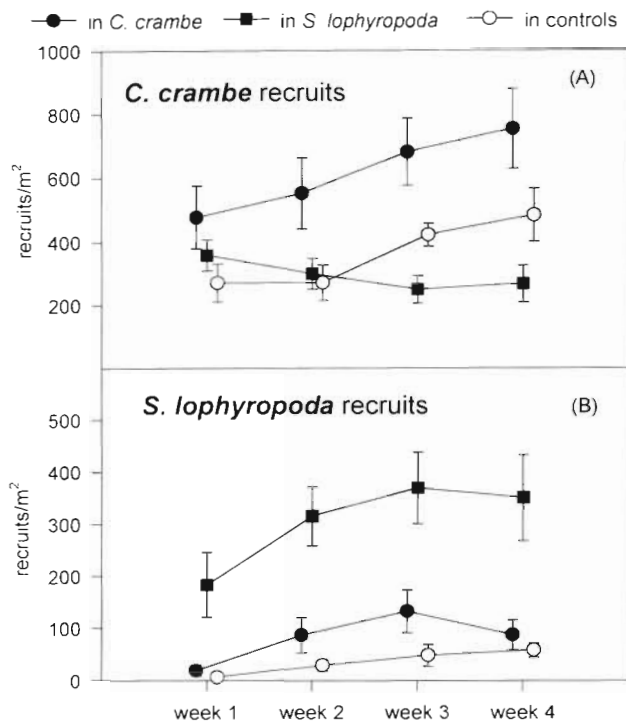 in C. crambe in S lophyropoda in controls
1000
C. crambe recruits (A)
800
600
recruits/m²
400
200
S. lophyropoda recruits (B)
500
400
300
recruits/m²
200
100
0
week 1 week 2 week 3 week 4